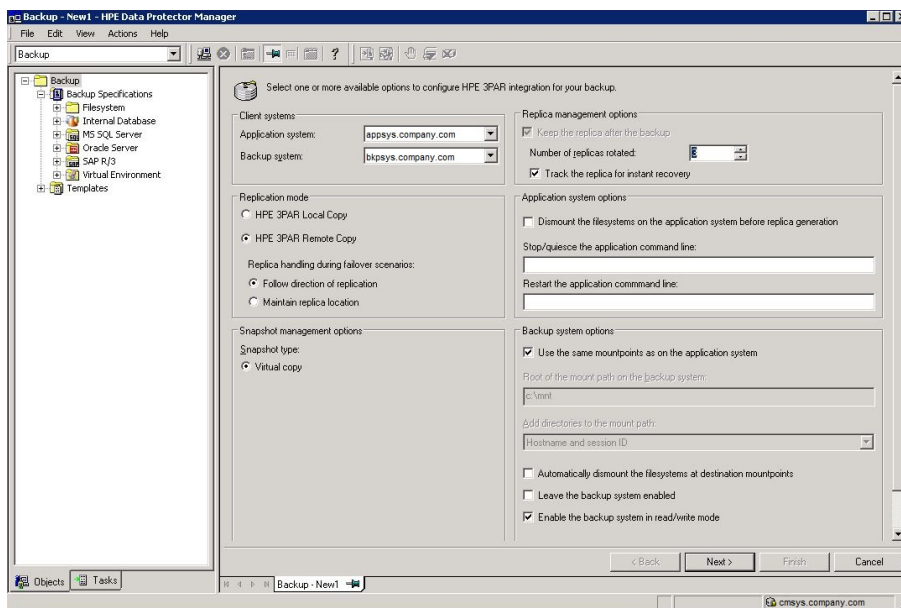 Backup - New1 - HPE Data Protector Manager
File Edit View Actions Help
Backup
Backup
Backup Specifications
Filesystem
Internal Database
MS SQL Server
Oracle Server
SAP R/3
Virtual Environment
Templates
Objects
Tasks
Select one or more available options to configure HPE 3PAR integration for your backup.
Client systems
Application system:
appsys.company.com
Backup system:
bkpsys.company.com
Replication mode
HPE 3PAR Local Copy
HPE 3PAR Remote Copy
Replica handling during failover scenarios:
Follow direction of replication
Maintain replica location
Snapshot management options
Snapshot type:
Virtual copy
Replica management options
Keep the replica after the backup
Number of replicas rotated:
3
Track the replica for instant recovery
Application system options
Dismount the filesystems on the application system before replica generation
Stop/quiesce the application command line:
Restart the application commmand line:
Backup system options
Use the same mountpoints as on the application system
Root of the mount path on the backup system:
c:\mnt
Add directories to the mount path:
Hostname and session ID
Automatically dismount the filesystems at destination mountpoints
Leave the backup system enabled
Enable the backup system in read/write mode
< Back
Next >
Finish
Cancel
Backup - New1
cmsys.company.com